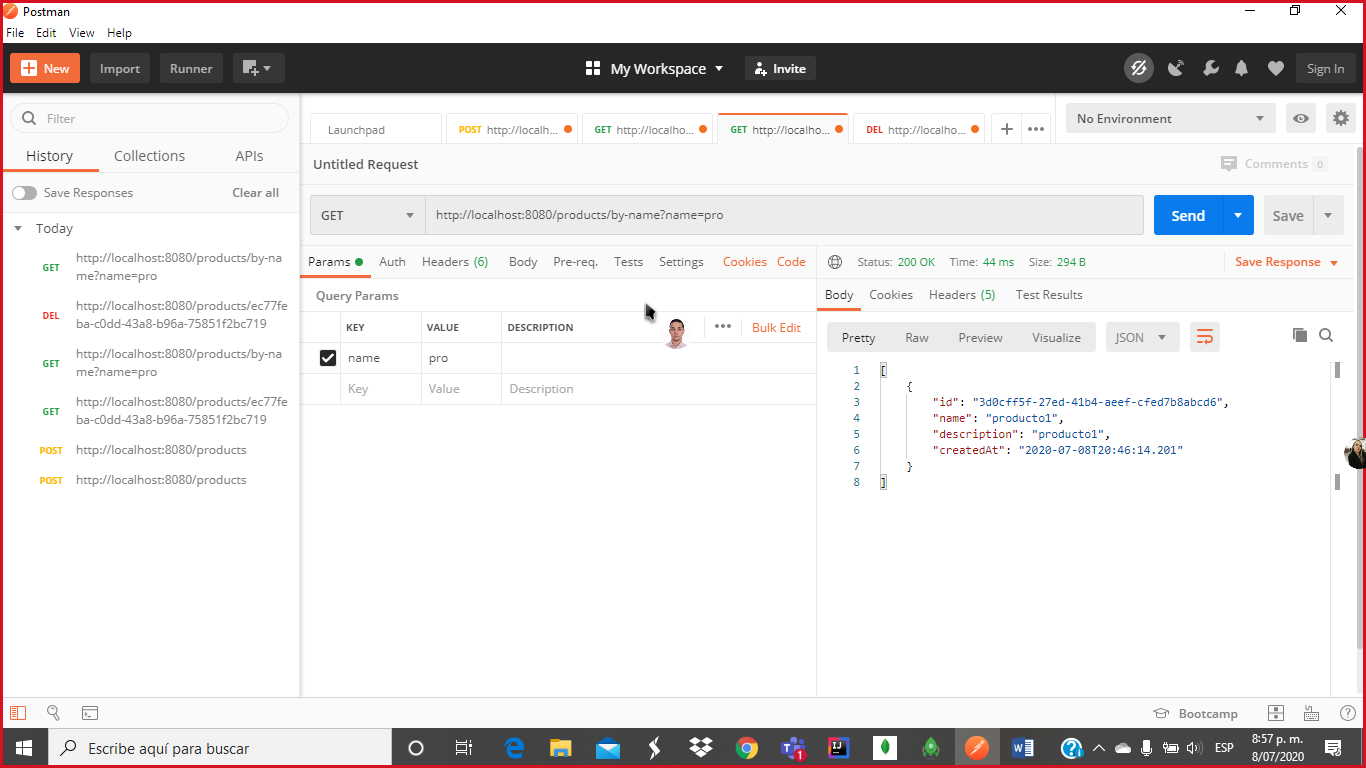 Postman
File Edit View Help
New Import Runner My Workspace Invite Sign In
Filter
History Collections APIs
Save Responses Clear all
Today
GET http://localhost:8080/products/by-na
me?name=pro
DEL http://localhost:8080/products/ec77fe
ba-c0dd-43a8-b96a-75851f2bc719
GET http://localhost:8080/products/by-na
me?name=pro
GET http://localhost:8080/products/ec77fe
ba-c0dd-43a8-b96a-75851f2bc719
POST http://localhost:8080/products
POST http://localhost:8080/products
Launchpad POST http://localh... GET http://localho... GET http://localho... DEL http://localho... No Environment
Untitled Request Comments 0
GET http://localhost:8080/products/by-name?name=pro Send Save
Params Auth Headers (6) Body Pre-req. Tests Settings Cookies Code
Query Params
KEY VALUE DESCRIPTION Bulk Edit
name pro
Key Value Description
Status: 200 OK Time: 44 ms Size: 294 B Save Response
Body Cookies Headers (5) Test Results
Pretty Raw Preview Visualize JSON
1 [
2 {
3 "id": "3d0cff5f-27ed-41b4-aeef-cfed7b8abcd6",
4 "name": "producto1",
5 "description": "producto1",
6 "createdAt": "2020-07-08T20:46:14.201"
7 }
8 ]
Bootcamp
Escribe aquí para buscar
1
ESP
8:57 p. m.
8/07/2020